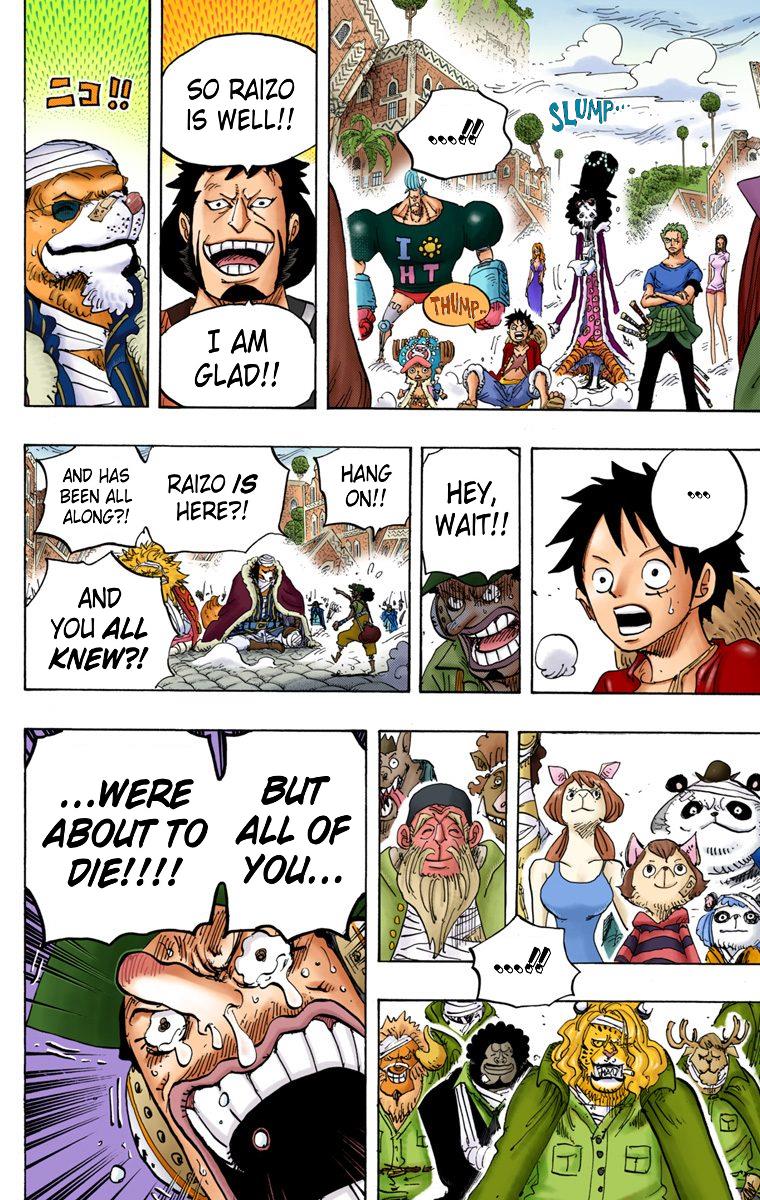 SLUMP...
....!!
I
HT
THUMP..
SO RAIZO
IS WELL!!
I AM
GLAD!!
ニコ!!
...
HEY,
WAIT!!
HANG
ON!!
RAIZO IS
HERE?!
AND HAS
BEEN ALL
ALONG?!
AND
YOU ALL
KNEW?!
....!!
BUT
ALL OF
YOU...
...WERE
ABOUT TO
DIE!!!!